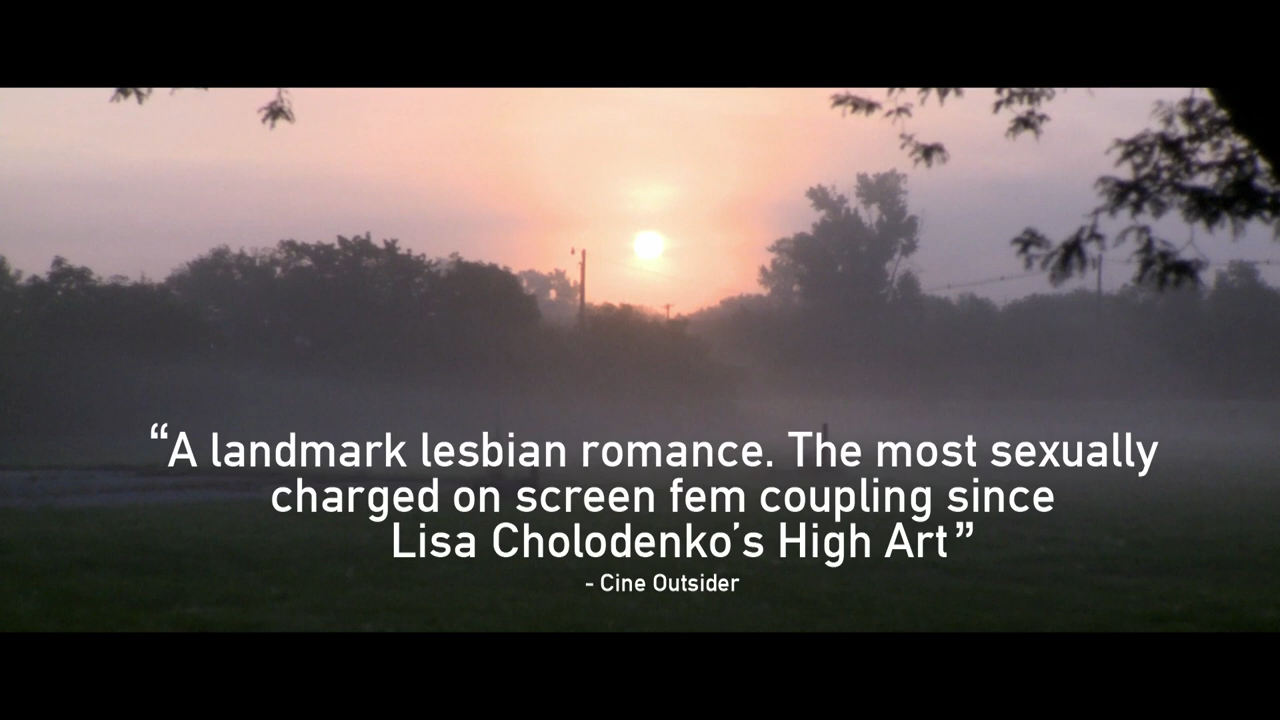 “A landmark lesbian romance. The most sexually
charged on screen fem coupling since
Lisa Cholodenko’s High Art”
- Cine Outsider